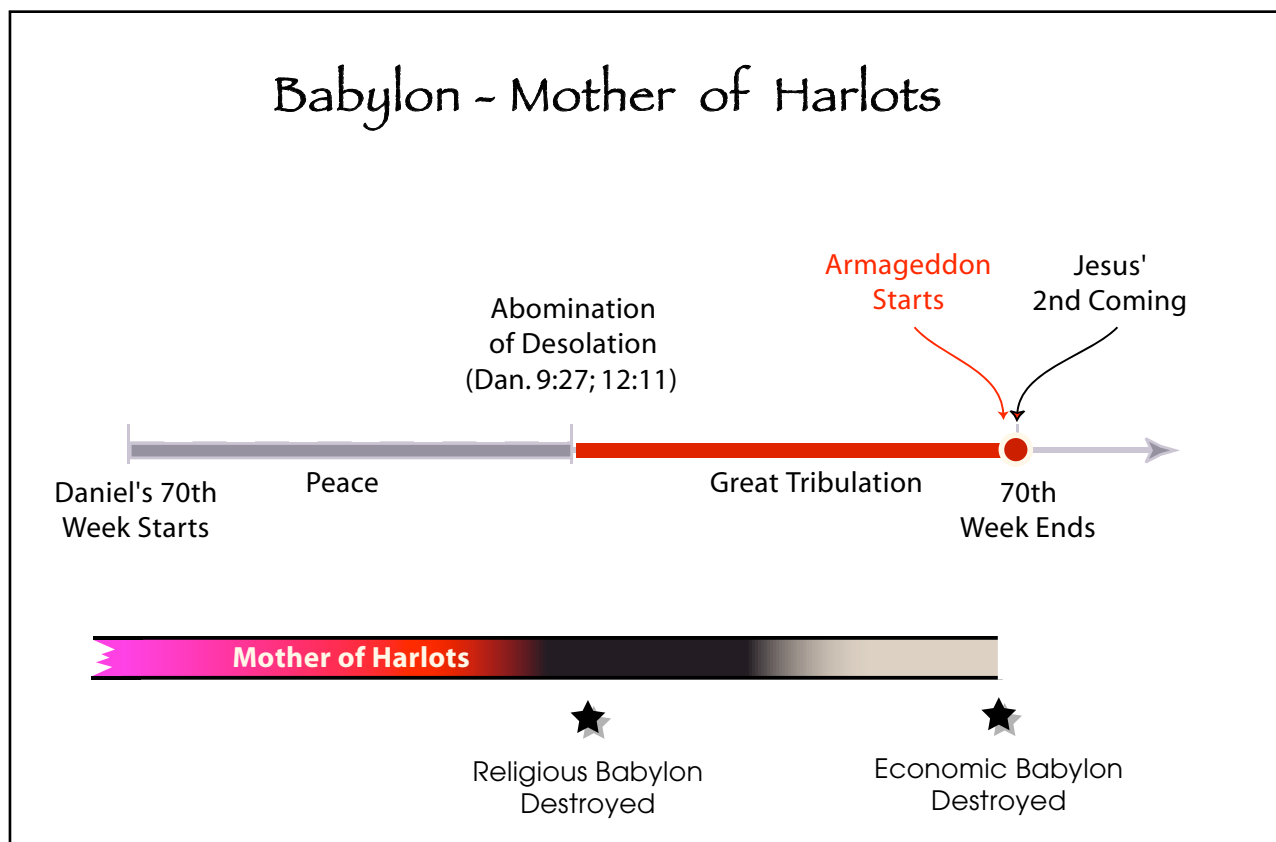 Babylon - Mother of Harlots
Armageddon
Starts
Jesus'
2nd Coming
Abomination
of Desolation
(Dan. 9:27; 12:11)
Daniel's 70th
Week Starts
Peace
Great Tribulation
70th
Week Ends
Mother of Harlots
Religious Babylon
Destroyed
Economic Babylon
Destroyed